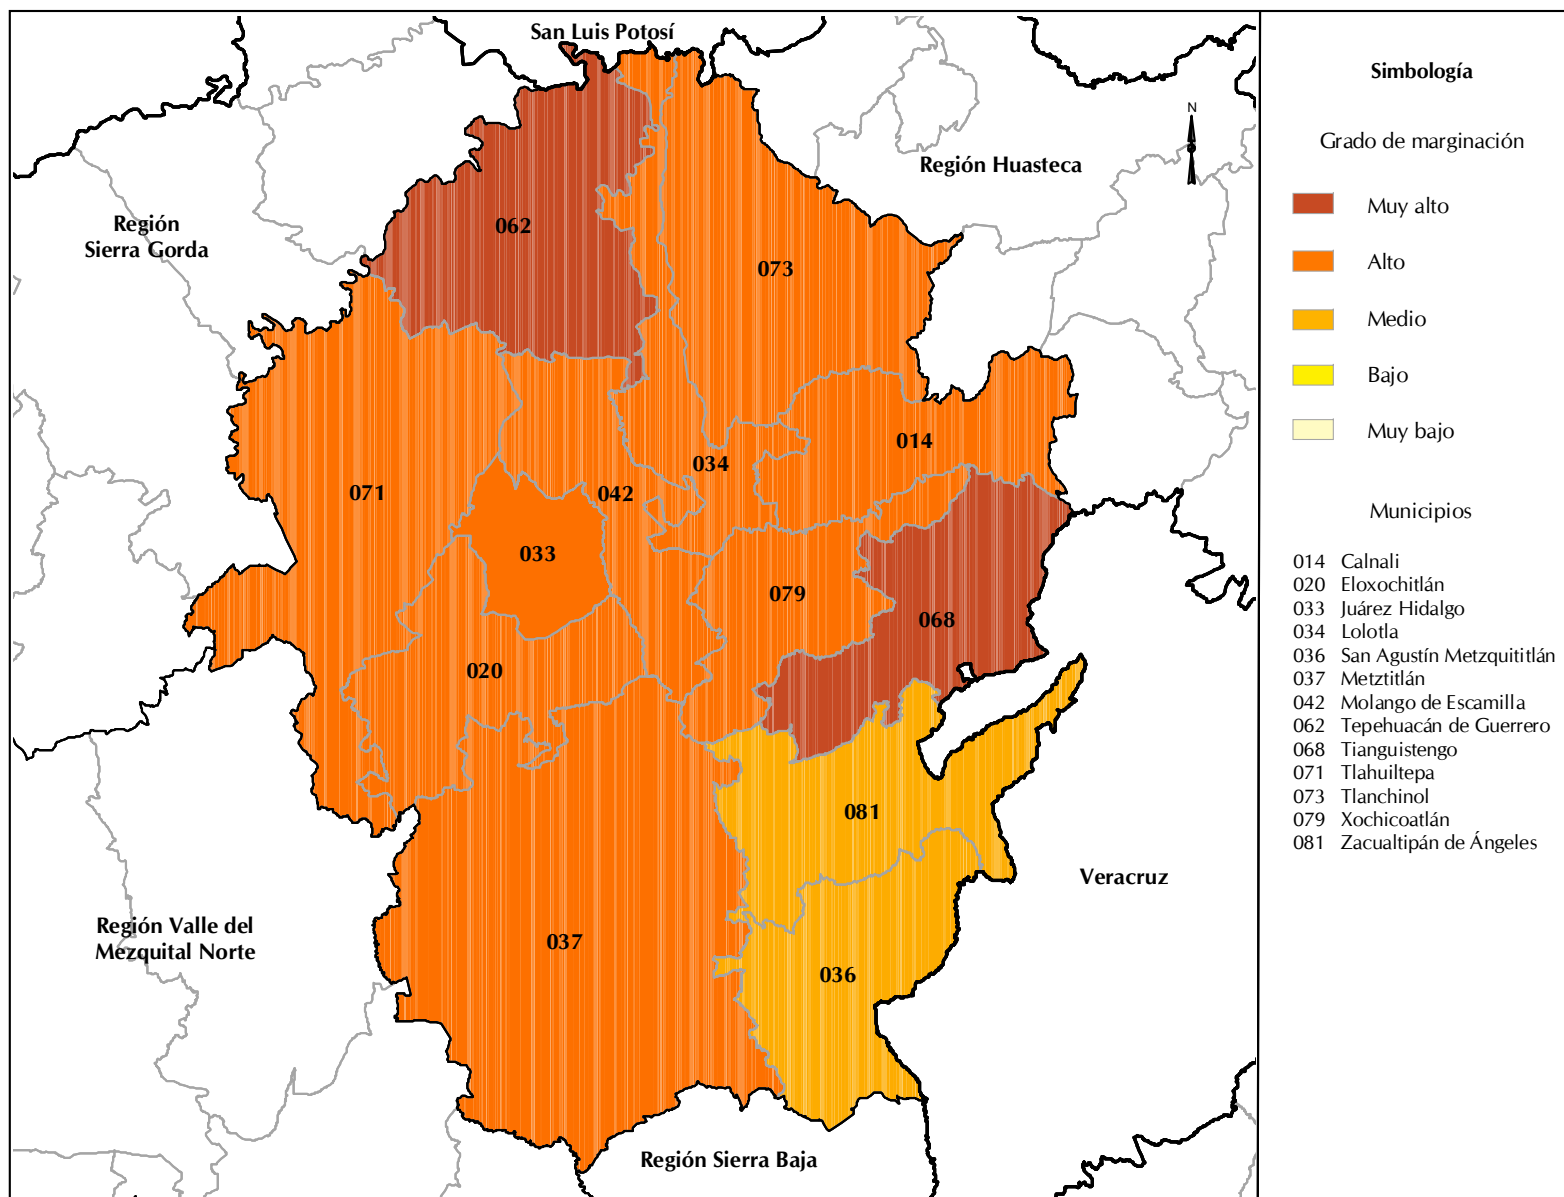 San Luis Potosí
Región Huasteca
N
Región
Sierra Gorda
062
073
014
034
071
042
033
079
068
020
081
Veracruz
Región Valle del
Mezquital Norte
037
036
Región Sierra Baja
Simbología
Grado de marginación
Muy alto
Alto
Medio
Bajo
Muy bajo
Municipios
014 Calnali
020 Eloxochitlán
033 Juárez Hidalgo
034 Lolotla
036 San Agustín Metzquititlán
037 Metztitlán
042 Molango de Escamilla
062 Tepehuacán de Guerrero
068 Tianguistengo
071 Tlahuiltepa
073 Tlanchinol
079 Xochicoatlán
081 Zacualtipán de Ángeles